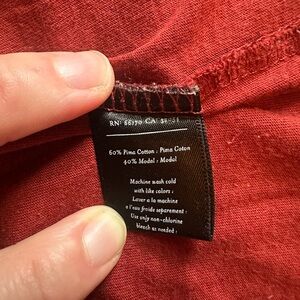 RN: 66170 CA:
60% Pima Cotton : Pima Coton
40% Modal : Modal
Machine wash cold
with like colors :
Laver a la machine
a l'eau froide separement :
Use only non-chlorine
bleach as needed :